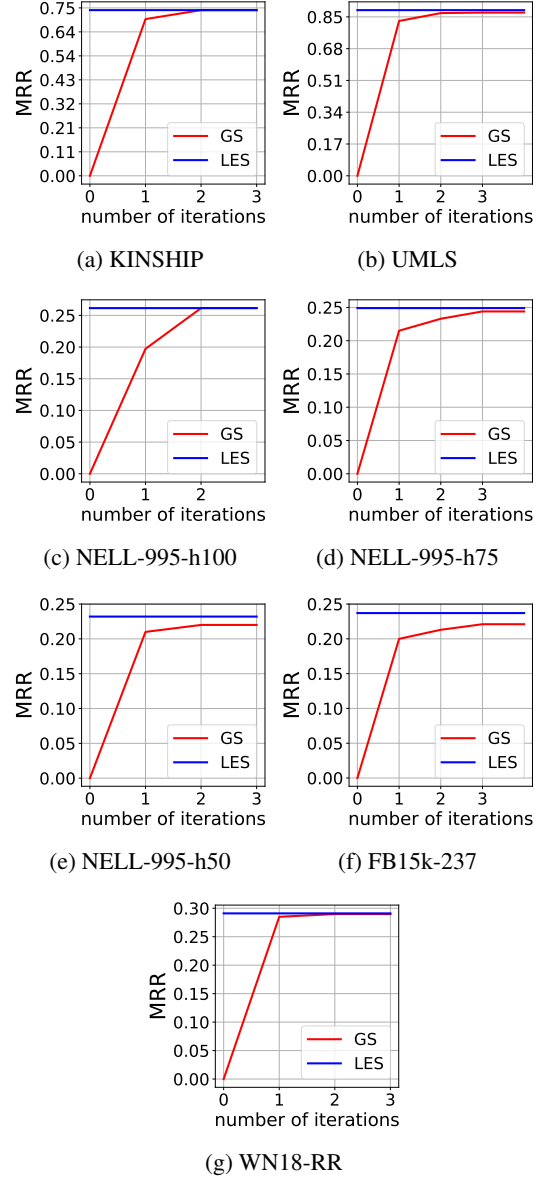 MRR
0.75
0.64
0.54
0.43
0.32
0.21
0.11
0.00
GS
LES
0 1 2 3
number of iterations
(a) KINSHIP
MRR
0.85
0.68
0.51
0.34
0.17
0.00
GS
LES
0 1 2 3
number of iterations
(b) UMLS
MRR
0.25
0.20
0.15
0.10
0.05
0.00
GS
LES
0 1 2
number of iterations
(c) NELL-995-h100
MRR
0.25
0.20
0.15
0.10
0.05
0.00
GS
LES
0 1 2 3
number of iterations
(d) NELL-995-h75
MRR
0.25
0.20
0.15
0.10
0.05
0.00
GS
LES
0 1 2 3
number of iterations
(e) NELL-995-h50
MRR
0.25
0.20
0.15
0.10
0.05
0.00
GS
LES
0 1 2 3
number of iterations
(f) FB15k-237
MRR
0.30
0.25
0.20
0.15
0.10
0.05
0.00
GS
LES
0 1 2 3
number of iterations
(g) WN18-RR